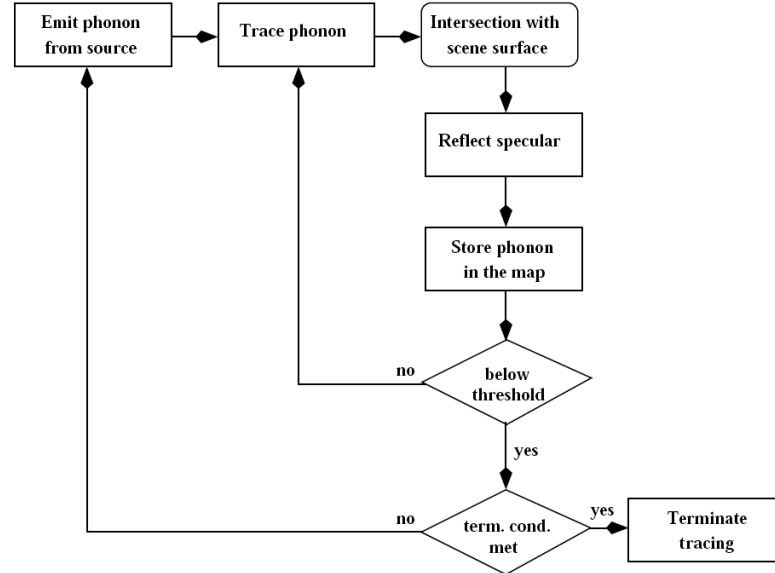 Emit phonon
from source
Trace phonon
Intersection with
scene surface
Reflect specular
Store phonon
in the map
no
below
threshold
yes
no
term. cond.
met
yes
Terminate
tracing